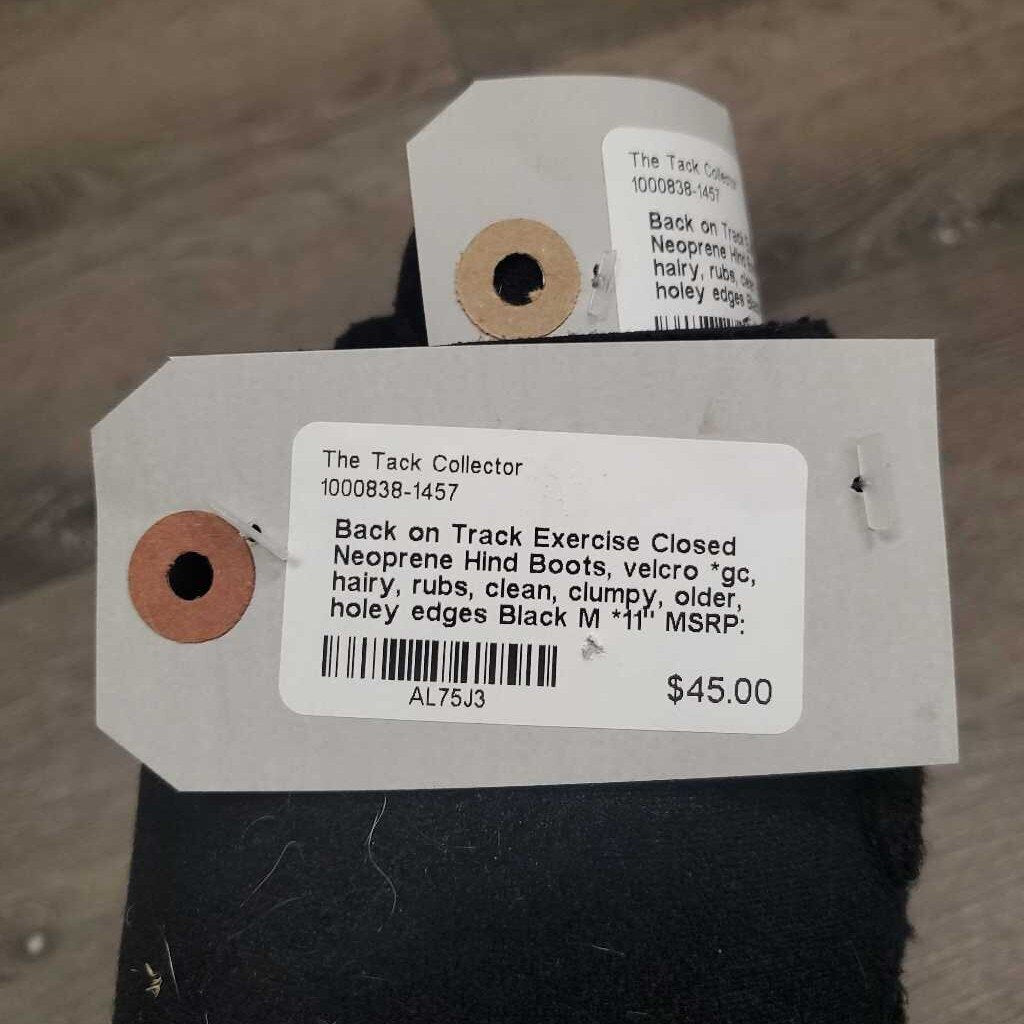 The Tack Collector
1000838-1457
Back on Track
Neoprene Hind
hairy, rubs,
holey edges
The Tack Collector
1000838-1457
Back on Track Exercise Closed
Neoprene Hind Boots, velcro *gc,
hairy, rubs, clean, clumpy, older,
holey edges Black M *11" MSRP:
AL75J3
$45.00